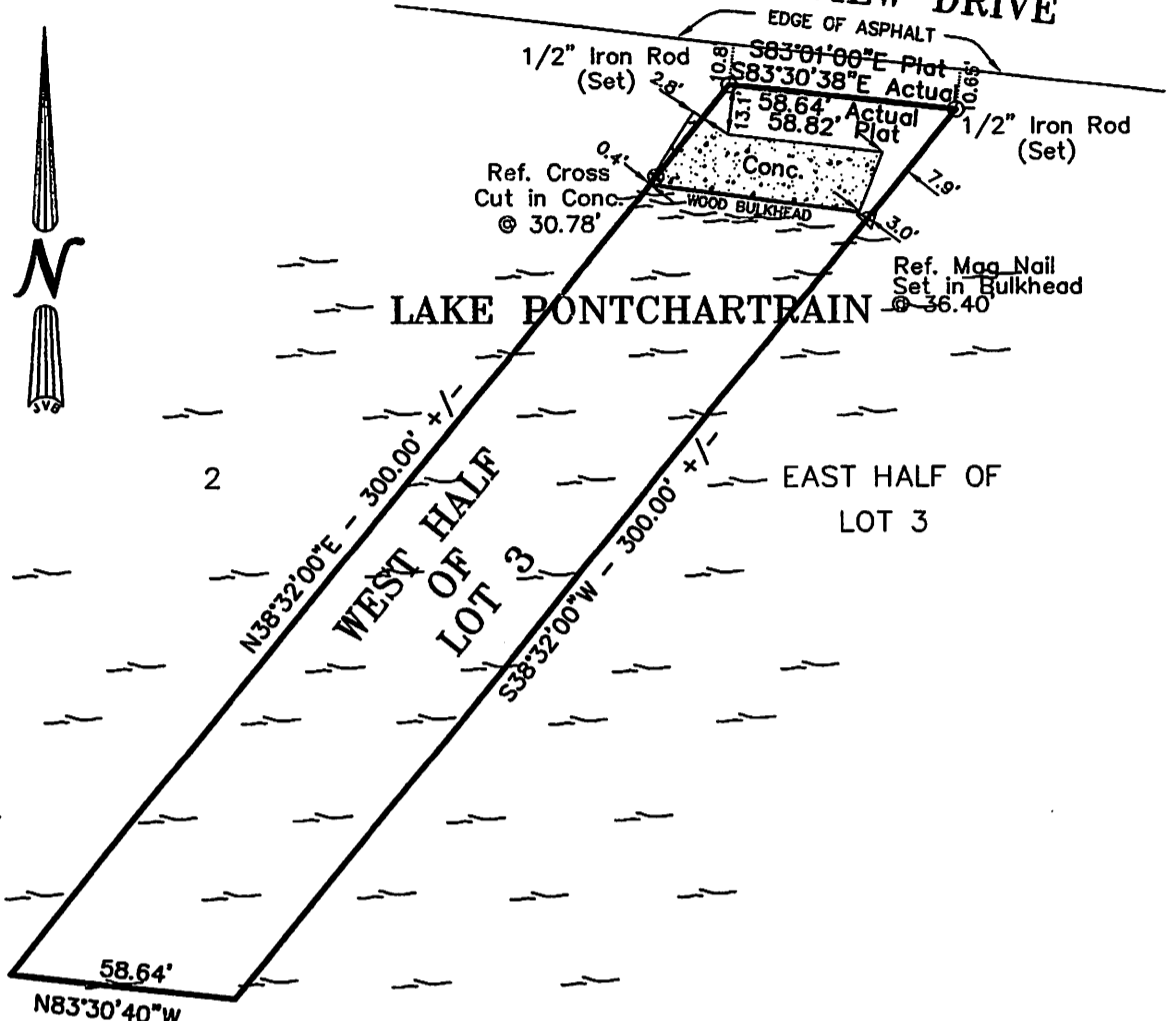 DRIVE
EDGE OF ASPHALT
1/2" Iron Rod
(Set)
S83°01'00"E Plat
S83°30'38"E Actual
58.64' Actual
58.82' Plat
10.8'
10.65'
2.8'
13.1'
1/2" Iron Rod
(Set)
Conc.
0.4'
7.9'
Ref. Cross
Cut in Conc.
@ 30.78'
WOOD BULKHEAD
3.0'
Ref. Mag Nail
Set in Bulkhead
@ 36.40'
N
JVB
LAKE PONTCHARTRAIN
N38°32'00"E - 300.00' +/-
2
WEST HALF
OF
LOT 3
S38°32'00"W - 300.00' +/-
EAST HALF OF
LOT 3
58.64'
N83°30'40"W